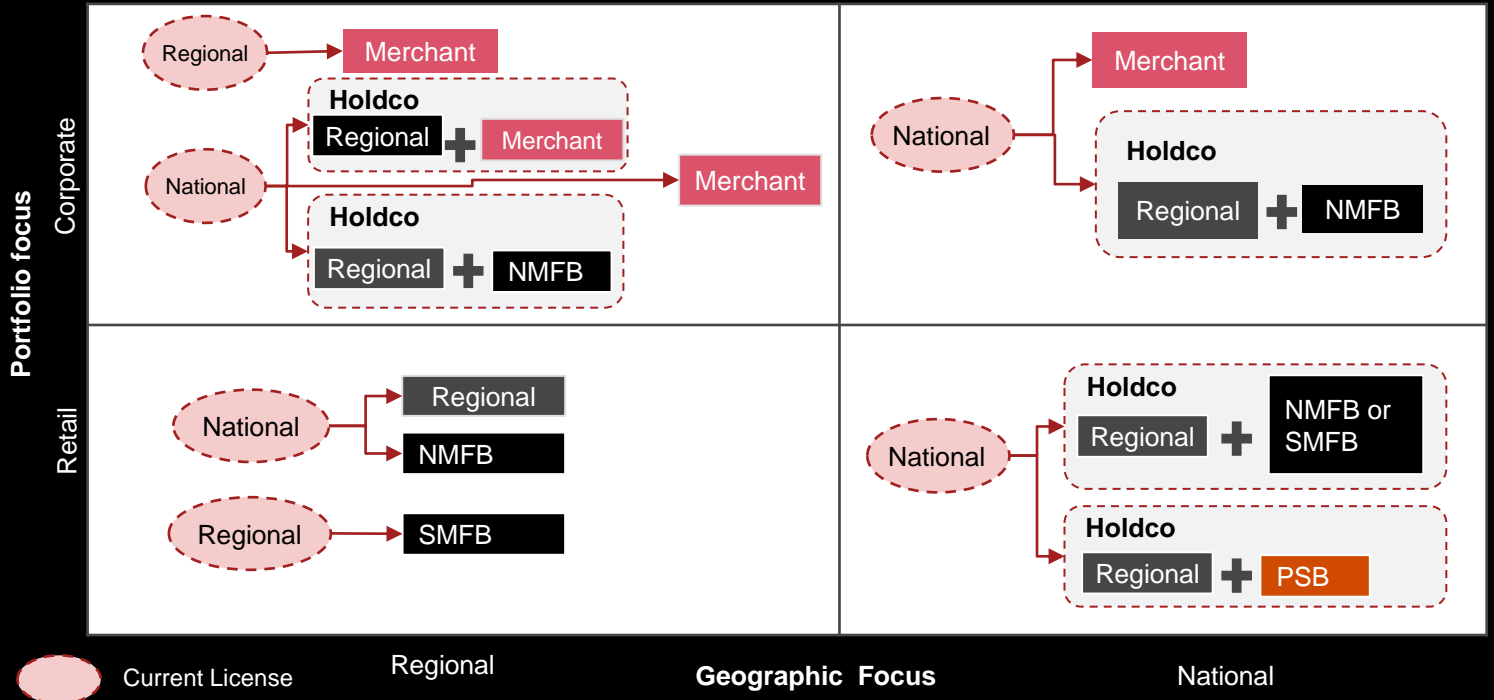 Portfolio focus
Corporate
Retail
Regional
Merchant
Holdco
Regional
Merchant
National
Merchant
Holdco
Regional
NMFB
National
Merchant
Holdco
Regional
NMFB
National
Regional
NMFB
Regional
SMFB
National
Holdco
Regional
NMFB or
SMFB
Holdco
Regional
PSB
Current License
Regional
Geographic Focus
National